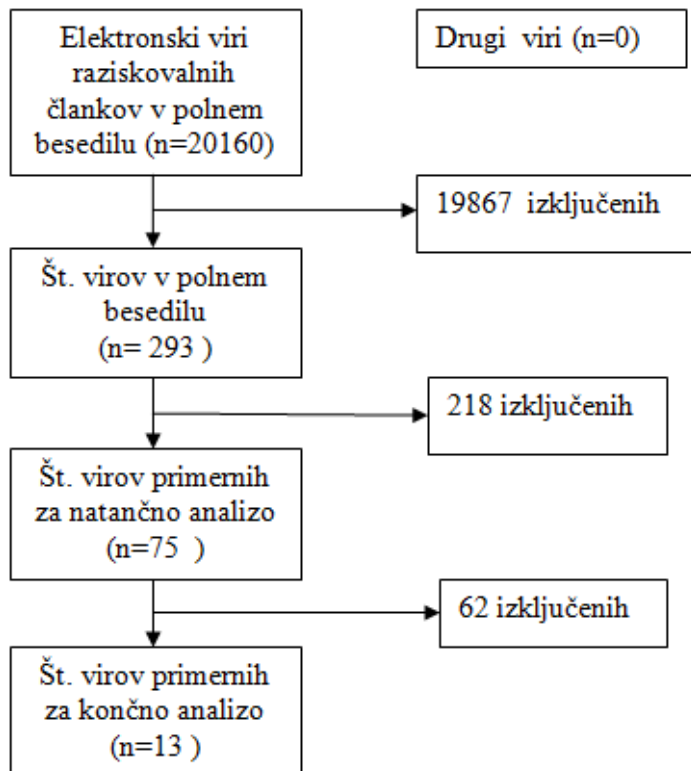 Elektronski viri
raziskovalnih
člankov v polnem
besedilu (n=20160)
Drugi viri (n=0)
19867 izključenih
Št. virov v polnem
besedilu
(n= 293 )
218 izključenih
Št. virov primernih
za natančno analizo
(n=75 )
62 izključenih
Št. virov primernih
za končno analizo
(n=13 )